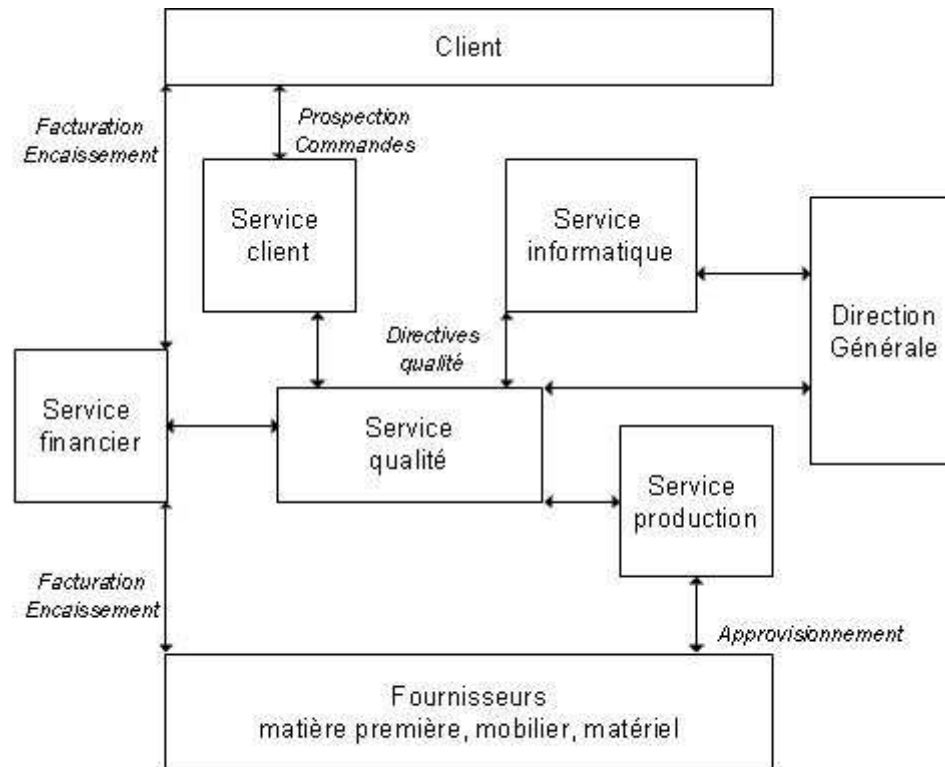 Client
Facturation
Encaissement
Prospection
Commandes
Service
client
Service
informatique
Direction
Générale
Directives
qualité
Service
financier
Service
qualité
Service
production
Facturation
Encaissement
Approvisionnement
Fournisseurs
matière première, mobilier, matériel